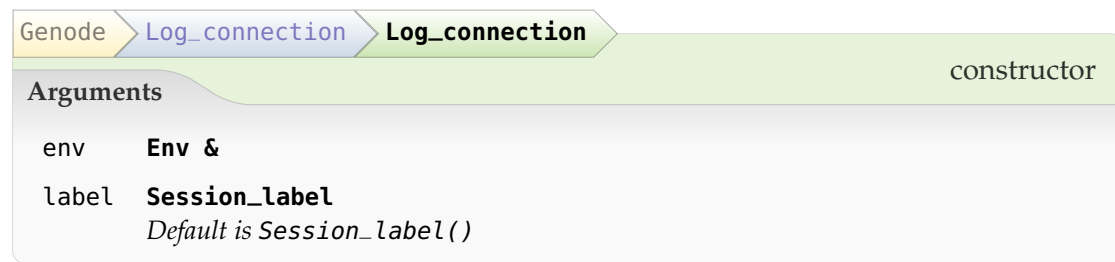 Genode Log_connection Log_connection
constructor
Arguments
env Env &
label Session_label
Default is Session_label()